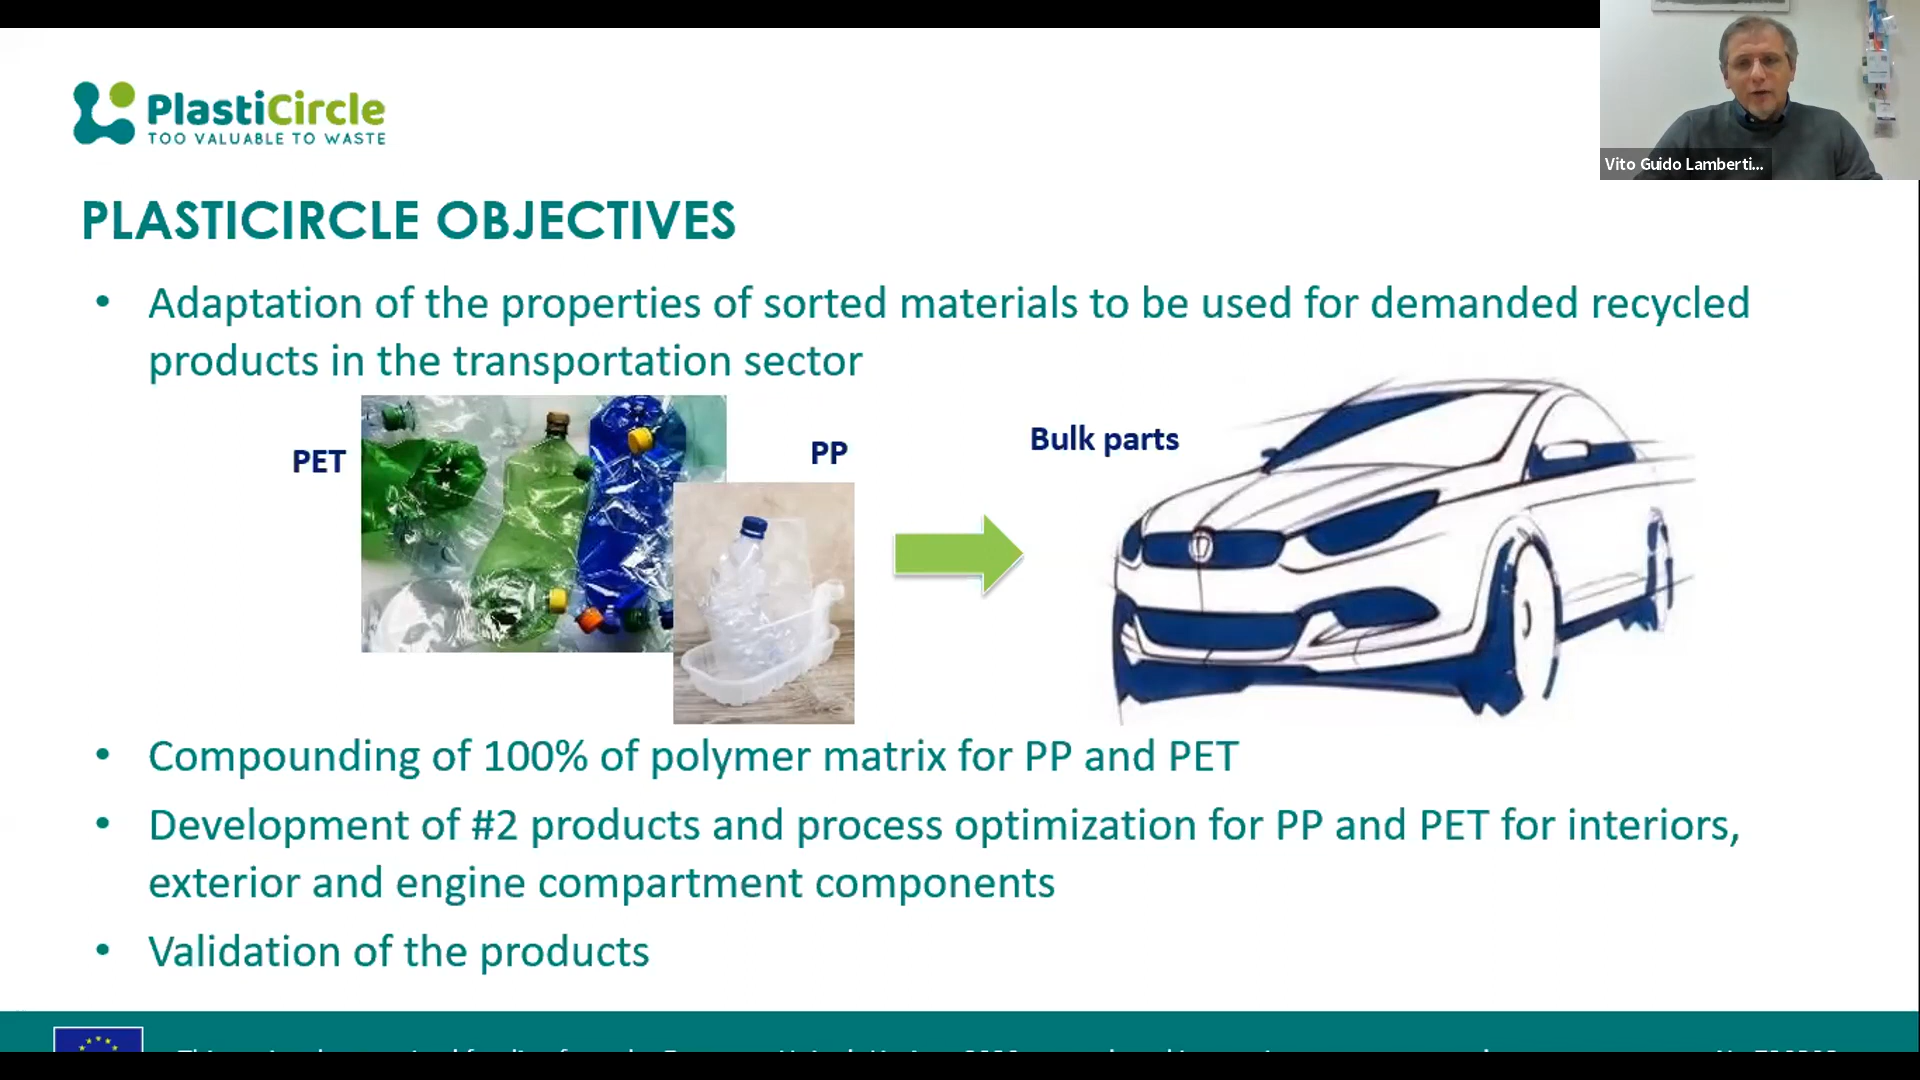 PlastiCircle
TOO VALUABLE TO WASTE
Vito Guido Lamberti...
PLASTICIRCLE OBJECTIVES
• Adaptation of the properties of sorted materials to be used for demanded recycled
products in the transportation sector
PET
PP
Bulk parts
• Compounding of 100% of polymer matrix for PP and PET
• Development of #2 products and process optimization for PP and PET for interiors,
exterior and engine compartment components
• Validation of the products